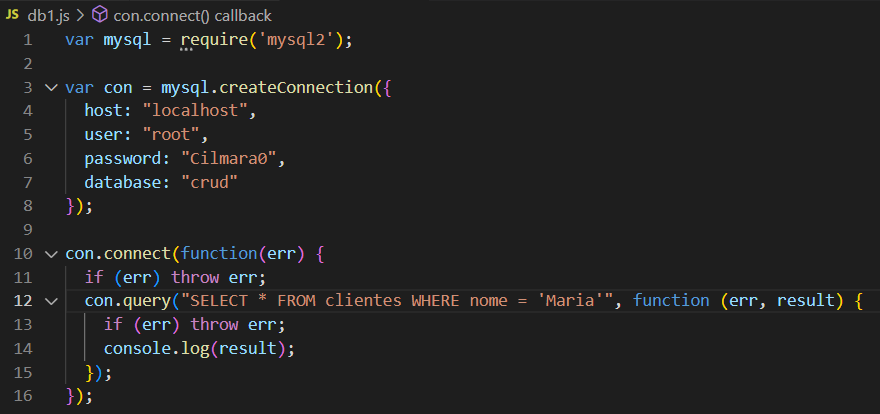 JS db1.js > con.connect() callback
1 var mysql = require('mysql2');
2
3 var con = mysql.createConnection({
4 host: "localhost",
5 user: "root",
6 password: "Cilmara0",
7 database: "crud"
8 });
9
10 con.connect(function(err) {
11 if (err) throw err;
12 con.query("SELECT * FROM clientes WHERE nome = 'Maria'", function (err, result) {
13 if (err) throw err;
14 console.log(result);
15 });
16 });